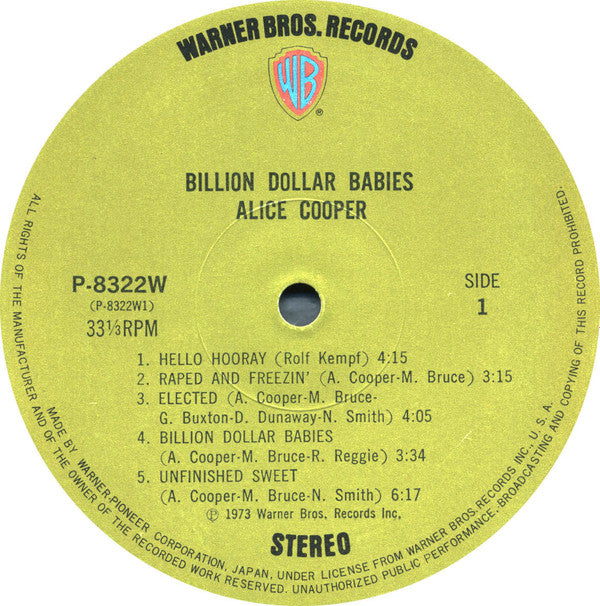 WARNER BROS. RECORDS
WB
®
BILLION DOLLAR BABIES
ALICE COOPER
P-8322W
(P-8322W1)
33⅓RPM
SIDE
1
1. HELLO HOORAY (Rolf Kempf) 4:15
2. RAPED AND FREEZIN' (A. Cooper-M. Bruce) 3:15
3. ELECTED (A. Cooper-M. Bruce-
G. Buxton-D. Dunaway-N. Smith) 4:05
4. BILLION DOLLAR BABIES
(A. Cooper-M. Bruce-R. Reggie) 3:34
5. UNFINISHED SWEET
(A. Cooper-M. Bruce-N. Smith) 6:17
℗ 1973 Warner Bros. Records Inc.
STEREO
ALL RIGHTS OF THE MANUFACTURER AND OF THE OWNER OF THE RECORDED WORK RESERVED. UNAUTHORIZED PUBLIC PERFORMANCE. BROADCASTING AND COPYING OF THIS RECORD PROHIBITED.
MADE BY WARNER-PIONEER CORPORATION, JAPAN. UNDER LICENSE FROM WARNER BROS. RECORDS INC., U.S.A.